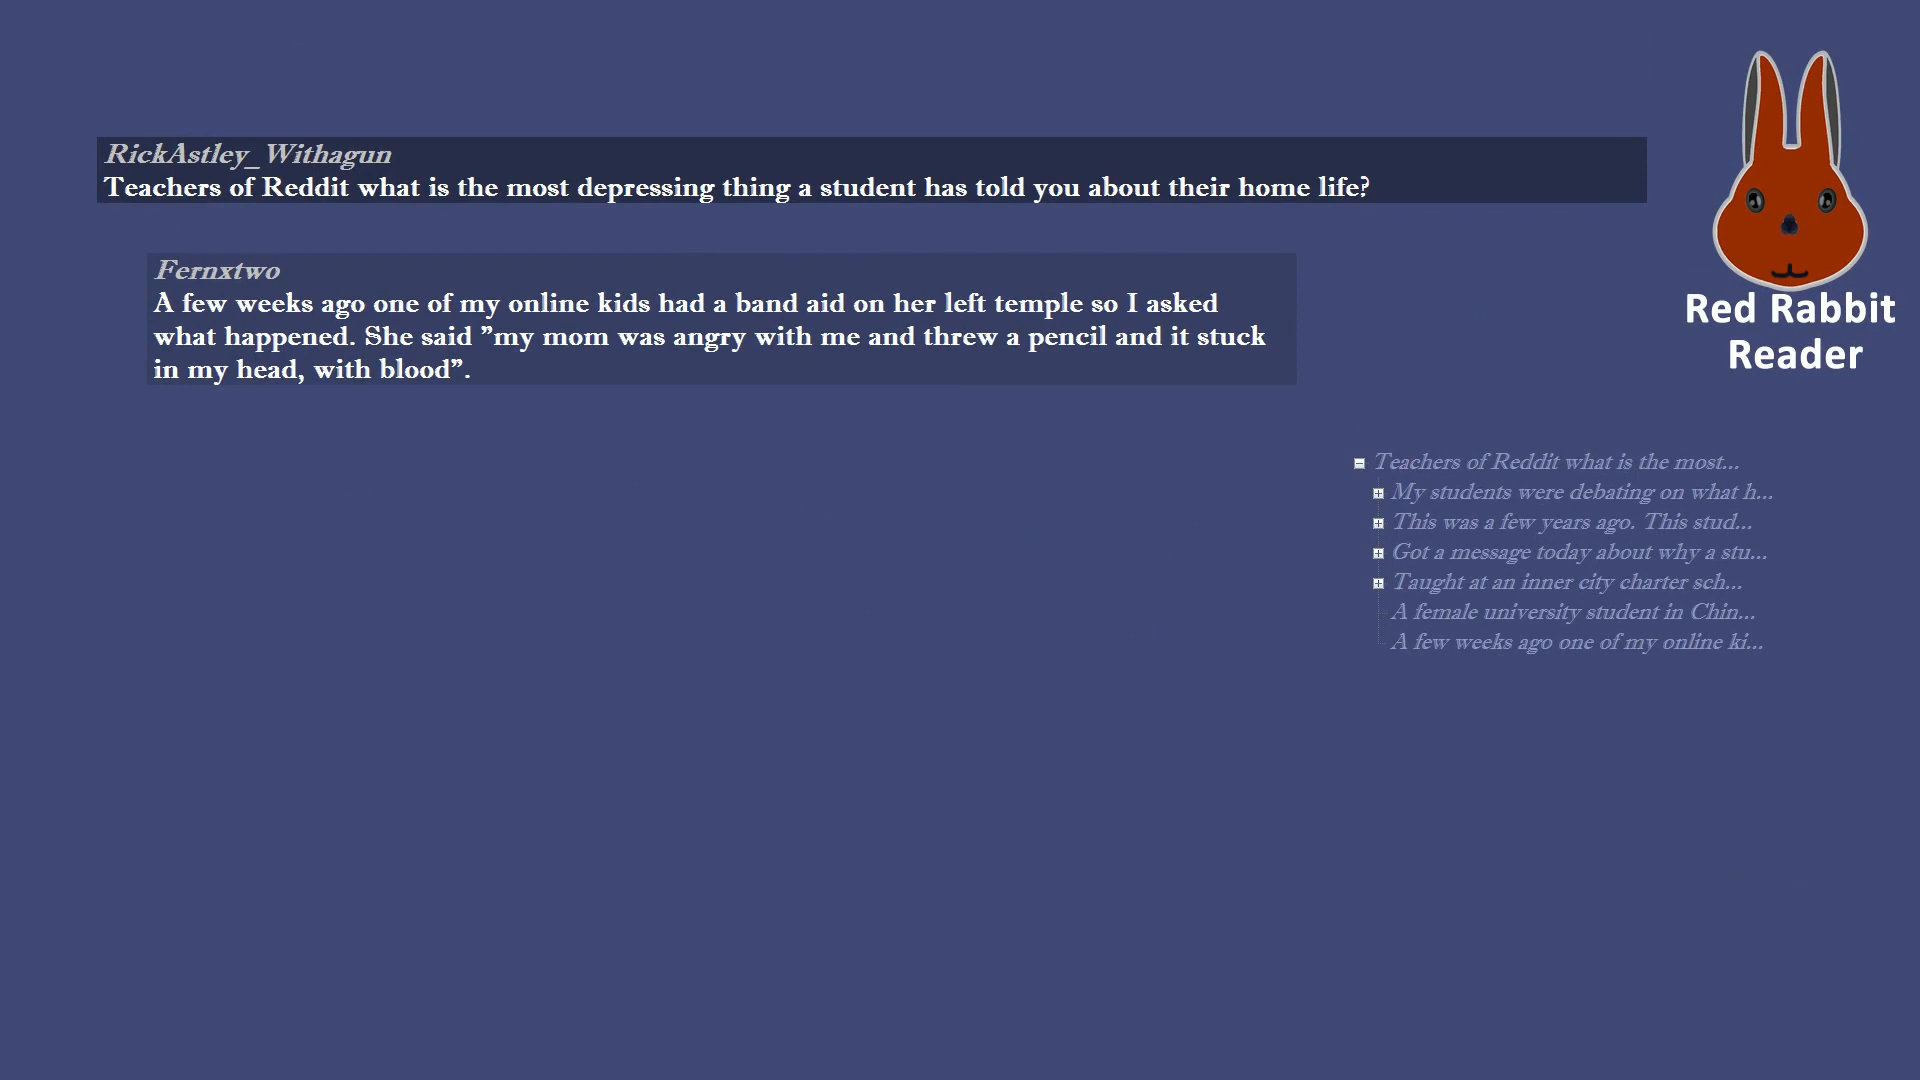 RickAstley_Withagun
Teachers of Reddit what is the most depressing thing a student has told you about their home life?
Fernxtwo
A few weeks ago one of my online kids had a band aid on her left temple so I asked
what happened. She said ”my mom was angry with me and threw a pencil and it stuck
in my head, with blood”.
Red Rabbit
Reader
Teachers of Reddit what is the most...
My students were debating on what h...
This was a few years ago. This stud...
Got a message today about why a stu...
Taught at an inner city charter sch...
A female university student in Chin...
A few weeks ago one of my online ki...